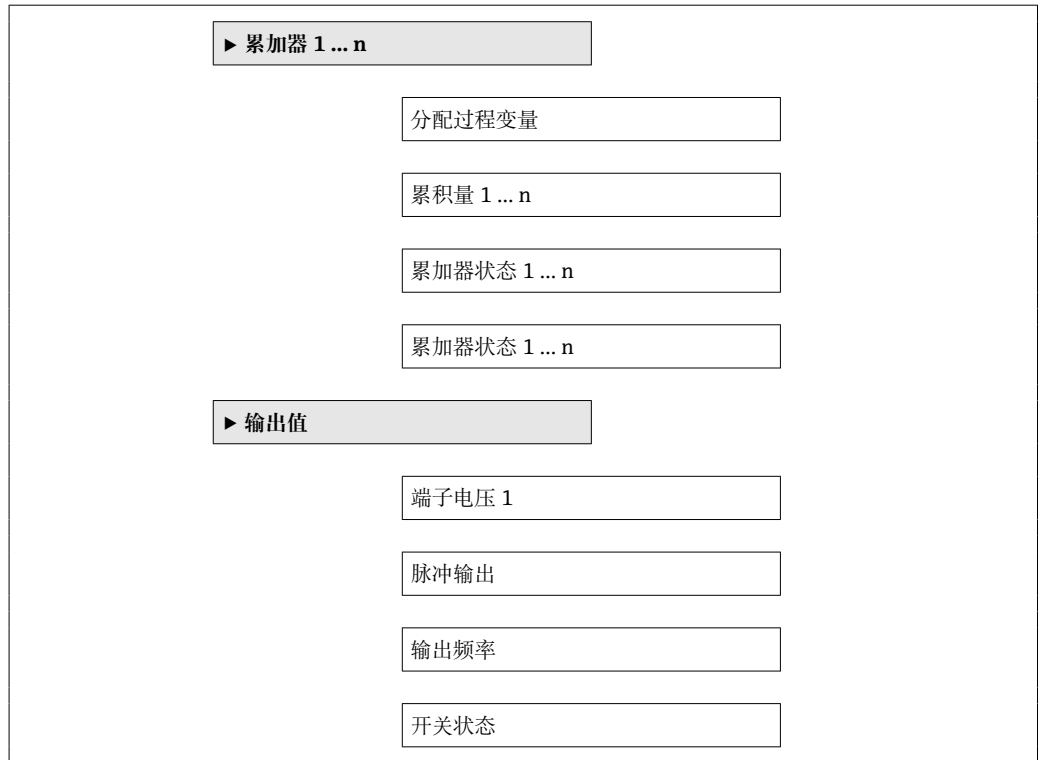 ▶ 累加器 1 ... n
分配过程变量
累积量 1 ... n
累加器状态 1 ... n
累加器状态 1 ... n
▶ 输出值
端子电压 1
脉冲输出
输出频率
开关状态